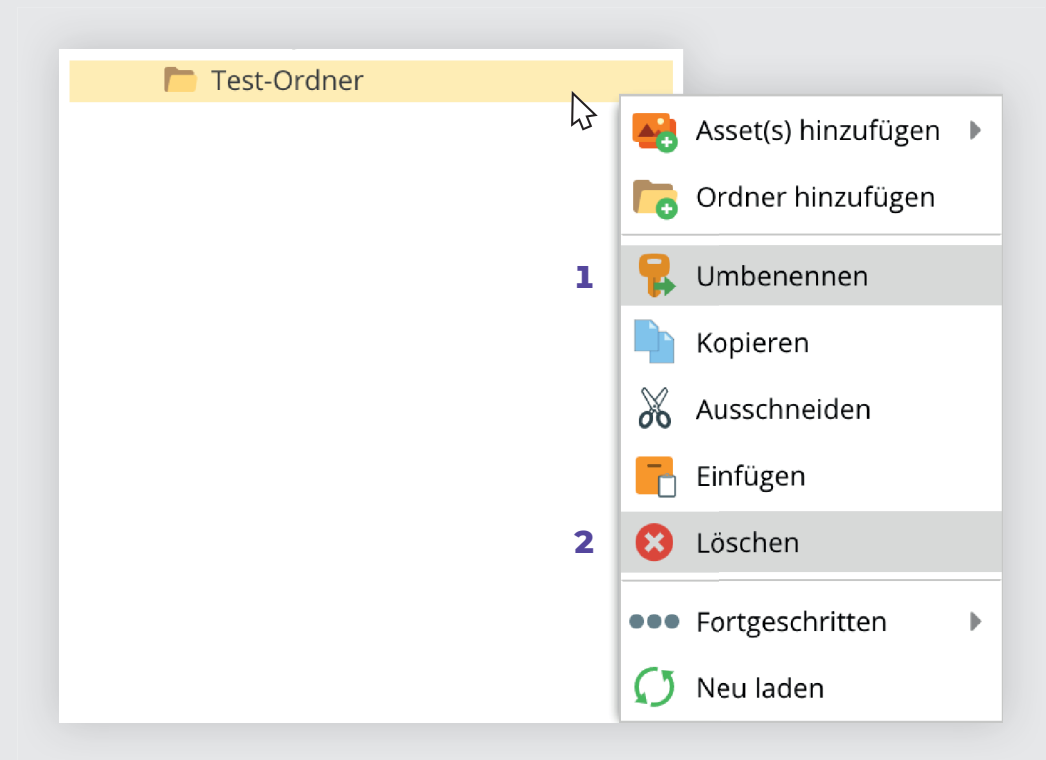 Test-Ordner
Asset(s) hinzufügen
Ordner hinzufügen
1 Umbenennen
Kopieren
Ausschneiden
Einfügen
2 Löschen
Fortgeschritten
Neu laden